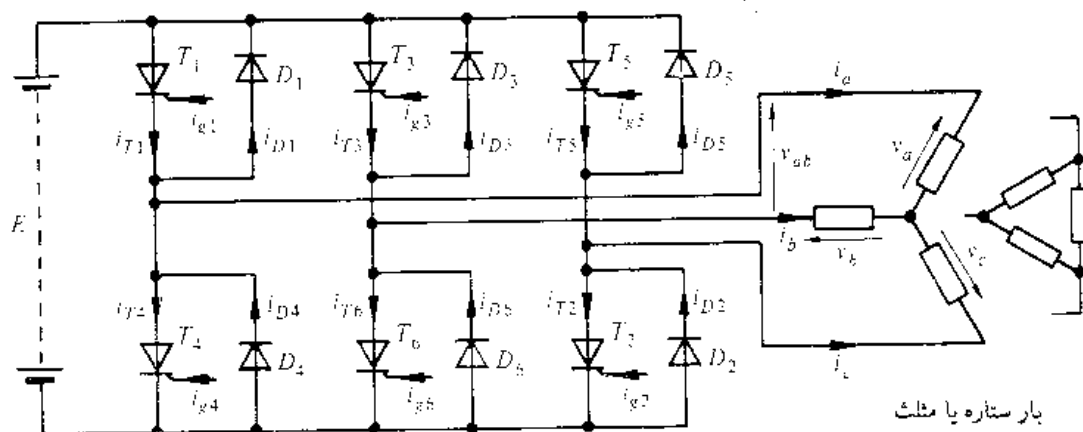 T1 D1 T3 D3 T5 D5
ig1 ig3 ig5
iT1 iD1 iT3 iD3 iT5 iD5
ia
va
vab
E
ib vb
vc
iT4 iD4 iT6 iD6 iT2 iD2
T4 D4 T6 D6 T2 D2
ig4 ig6 ig2
ic
بار ستاره یا مثلث